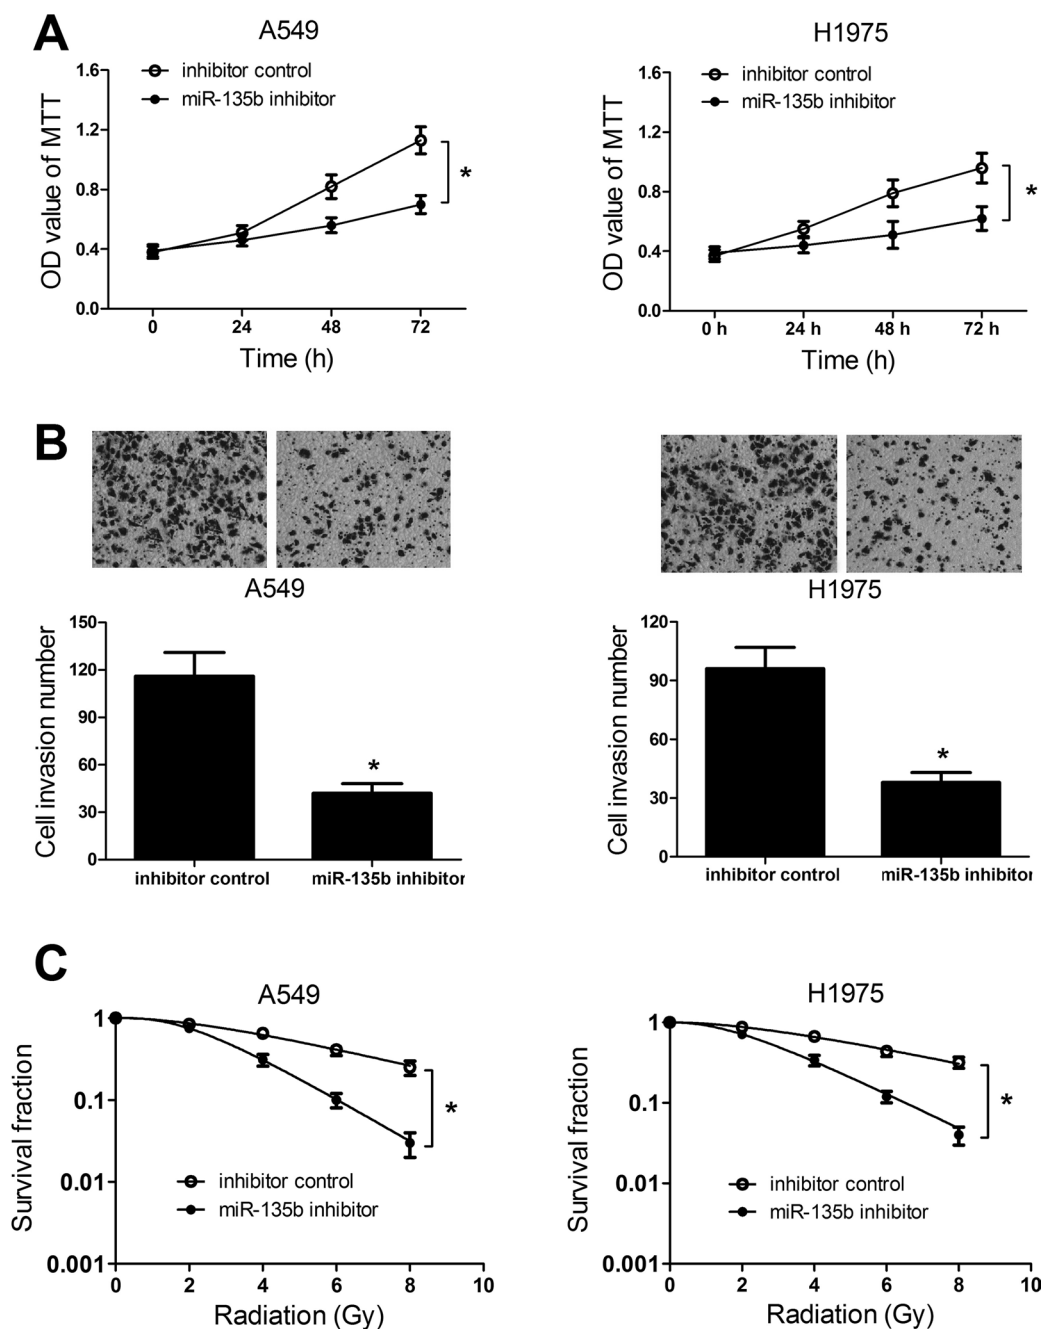 A
A549
inhibitor control
miR-135b inhibitor
OD value of MTT
1.6
1.2
0.8
0.4
0.0
*
0 24 48 72
Time (h)
H1975
inhibitor control
miR-135b inhibitor
OD value of MTT
1.6
1.2
0.8
0.4
0.0
*
0 h 24 h 48 h 72 h
Time (h)
B
A549
Cell invasion number
150
120
90
60
30
0
*
inhibitor control miR-135b inhibitor
H1975
Cell invasion number
120
90
60
30
0
*
inhibitor control miR-135b inhibitor
C
A549
Survival fraction
1
0.1
0.01
0.001
*
inhibitor control
miR-135b inhibitor
0 2 4 6 8 10
Radiation (Gy)
H1975
Survival fraction
1
0.1
0.01
0.001
*
inhibitor control
miR-135b inhibitor
0 2 4 6 8 10
Radiation (Gy)